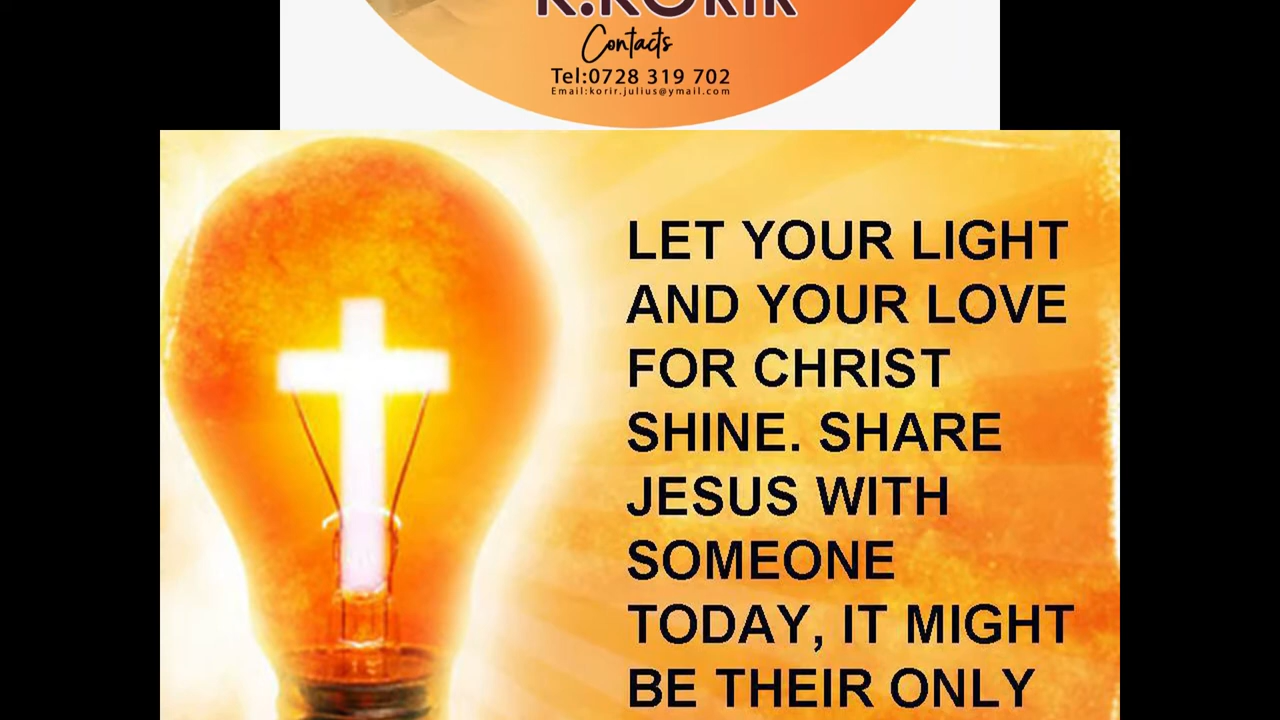 K.KORIR
Contacts
Tel:0728 319 702
Email:korir.julius@ymail.com
LET YOUR LIGHT
AND YOUR LOVE
FOR CHRIST
SHINE. SHARE
JESUS WITH
SOMEONE
TODAY, IT MIGHT
BE THEIR ONLY